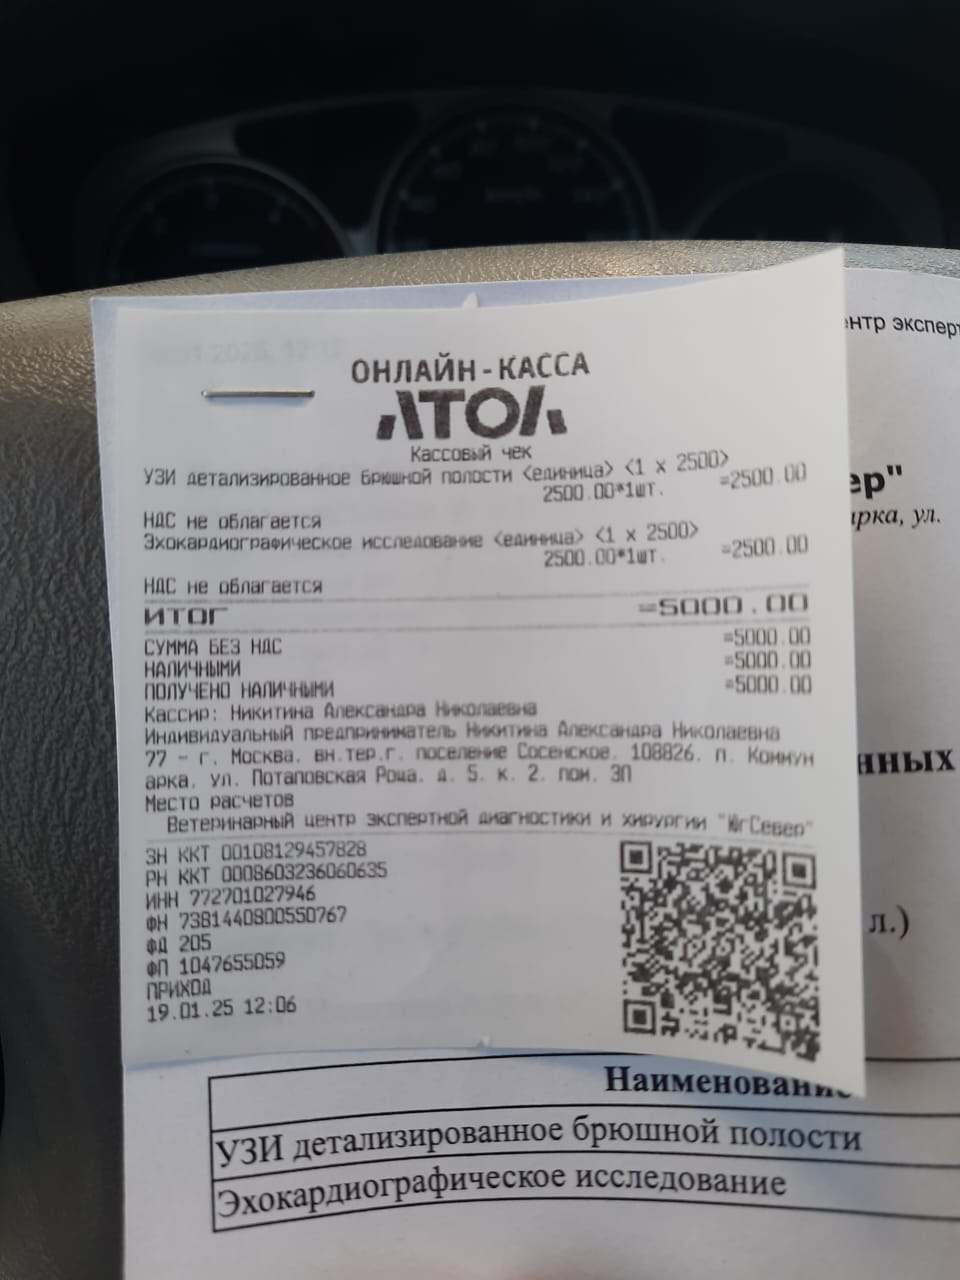 ентр эксперт
ОНЛАЙН-КАССА
АТОЛ
Кассовый чек
УЗИ детализированное брюшной полости <единица> <1 x 2500>
2500.00*1шт. =2500.00
НДС не облагается
Эхокардиографическое исследование <единица> <1 x 2500>
2500.00*1шт. =2500.00
НДС не облагается
ИТОГ =5000.00
СУММА БЕЗ НДС =5000.00
НАЛИЧНЫМИ =5000.00
ПОЛУЧЕНО НАЛИЧНЫМИ =5000.00
Кассир: Никитина Александра Николаевна
Индивидуальный предприниматель Никитина Александра Николаевна
77 - г. Москва. вн.тер.г. поселение Сосенское. 108826. п. Коммун
арка. ул. Потаповская Роща. д. 5. к. 2. пом. 3П
Место расчетов
Ветеринарный центр экспертной диагностики и хирургии "ЮгСевер"
ЗН ККТ 00108129457828
РН ККТ 0008603236060635
ИНН 772701027946
ФН 7381440800550767
ФД 205
ФП 1047655059
ПРИХОД
19.01.25 12:06
ер"
арка, ул.
нных
л.)
Наименование
УЗИ детализированное брюшной полости
Эхокардиографическое исследование